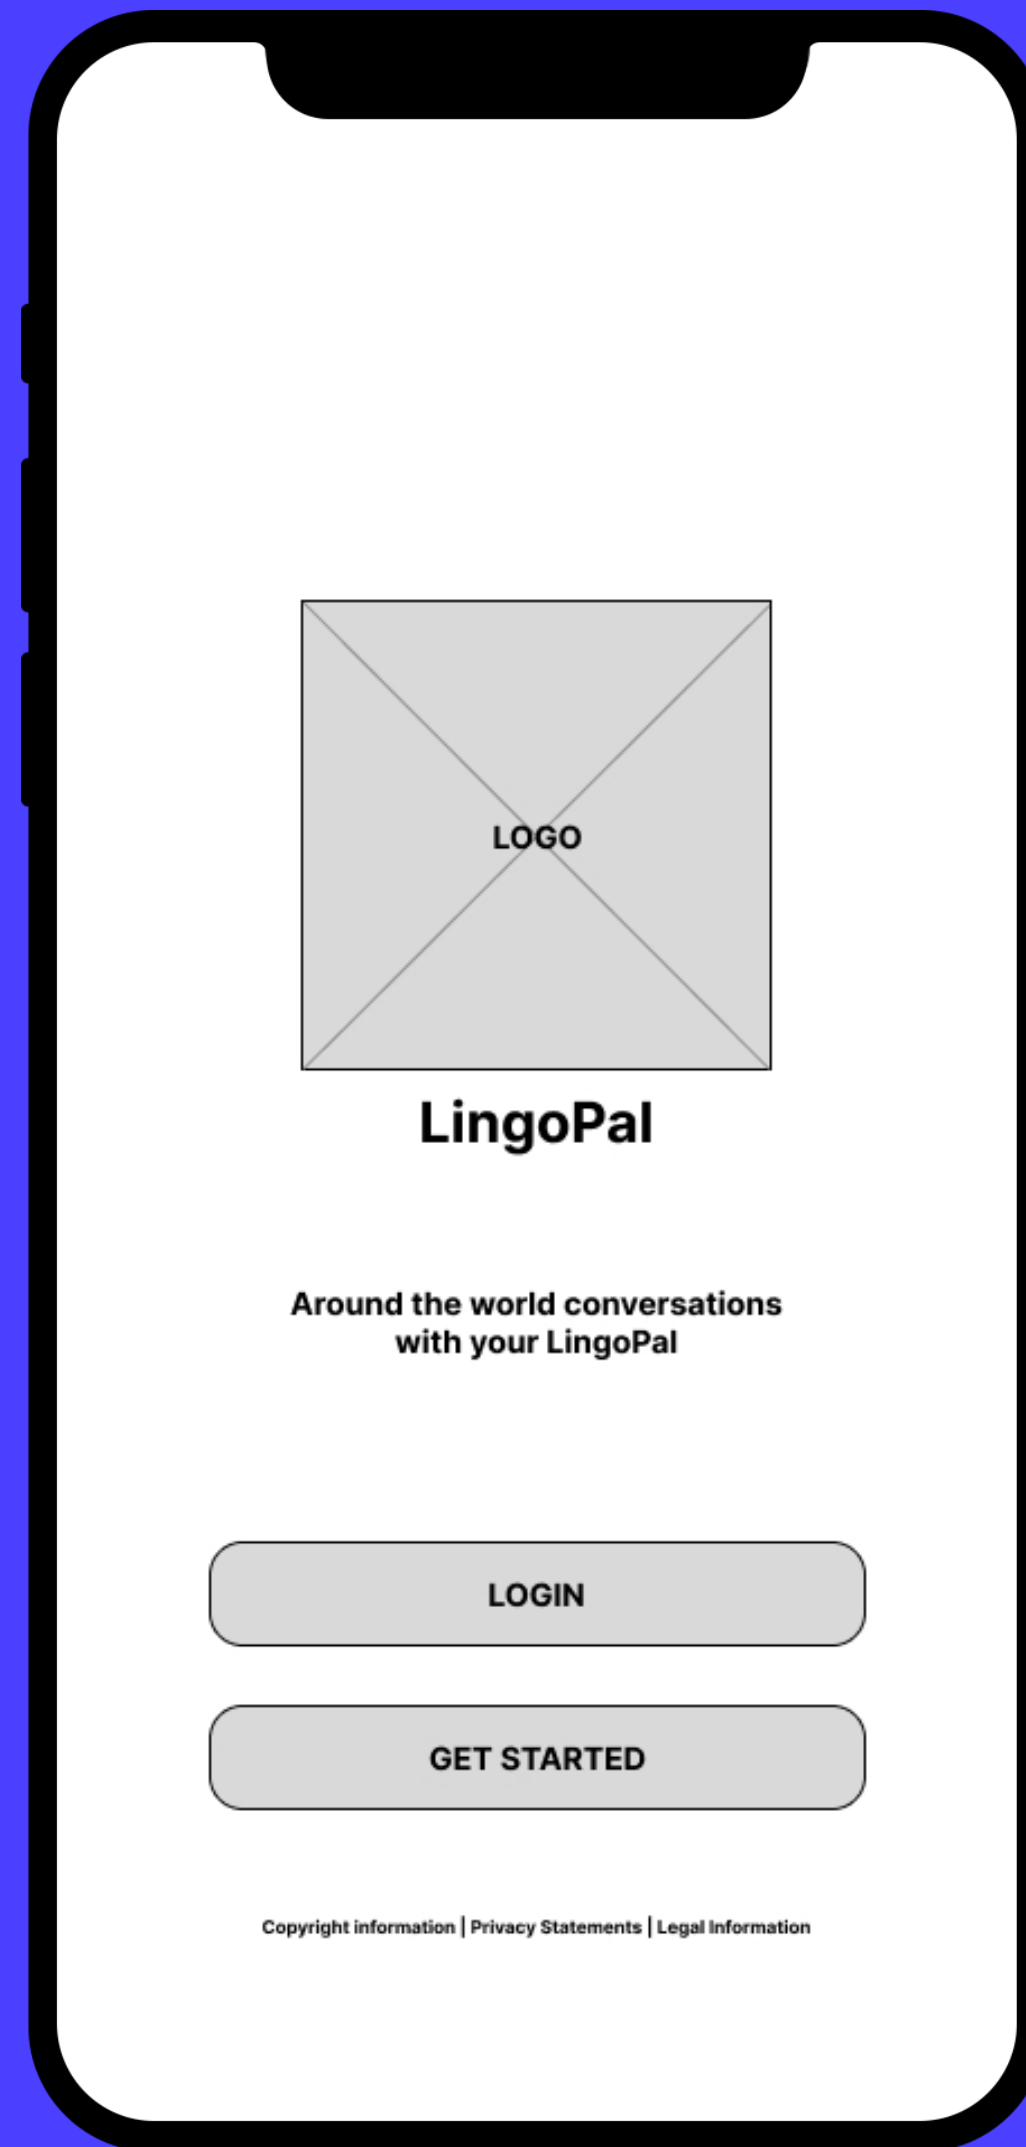 LOGO
LingoPal
Around the world conversations
with your LingoPal
LOGIN
GET STARTED
Copyright information | Privacy Statements | Legal Information